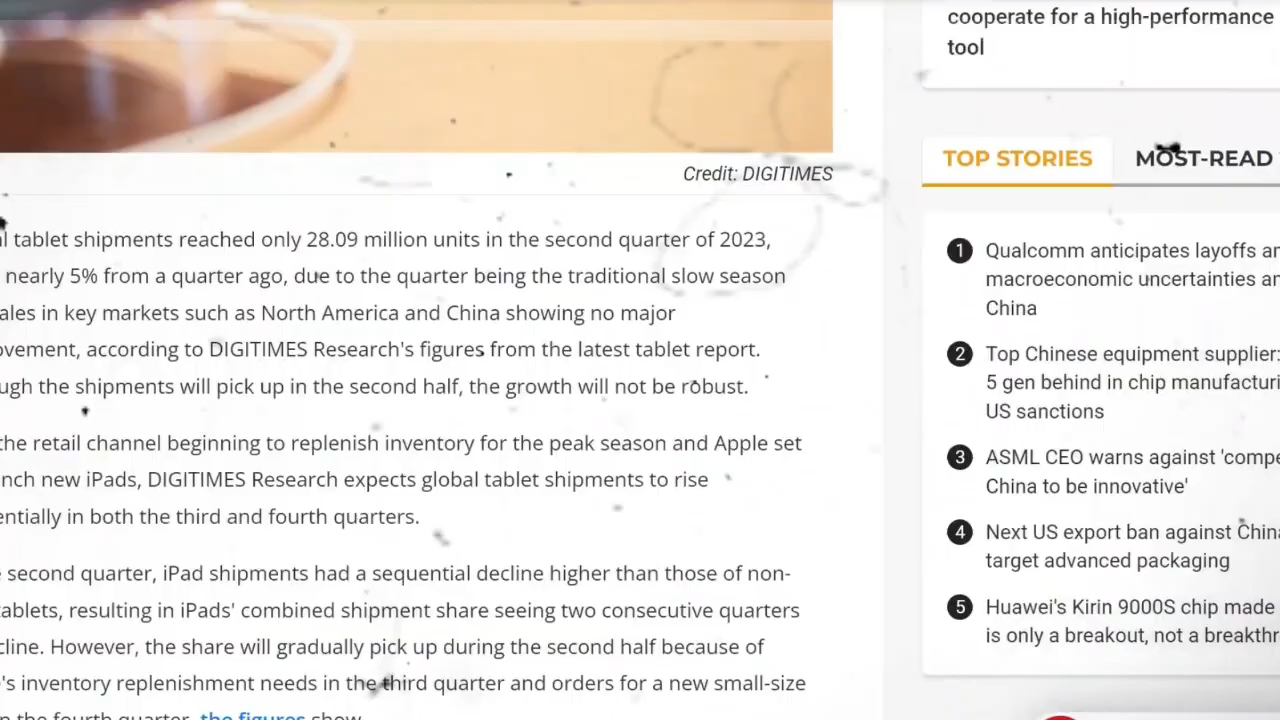 Credit: DIGITIMES
tablet shipments reached only 28.09 million units in the second quarter of 2023,
nearly 5% from a quarter ago, due to the quarter being the traditional slow season
ales in key markets such as North America and China showing no major
ovement, according to DIGITIMES Research's figures from the latest tablet report.
ugh the shipments will pick up in the second half, the growth will not be robust.
the retail channel beginning to replenish inventory for the peak season and Apple set
nch new iPads, DIGITIMES Research expects global tablet shipments to rise
entially in both the third and fourth quarters.
second quarter, iPad shipments had a sequential decline higher than those of non-
ablets, resulting in iPads' combined shipment share seeing two consecutive quarters
cline. However, the share will gradually pick up during the second half because of
's inventory replenishment needs in the third quarter and orders for a new small-size
n the fourth quarter, the figures show.
cooperate for a high-performance
tool
TOP STORIES MOST-READ
1 Qualcomm anticipates layoffs an
macroeconomic uncertainties an
China
2 Top Chinese equipment supplier:
5 gen behind in chip manufacturi
US sanctions
3 ASML CEO warns against 'compe
China to be innovative'
4 Next US export ban against China
target advanced packaging
5 Huawei's Kirin 9000S chip made
is only a breakout, not a breakthr